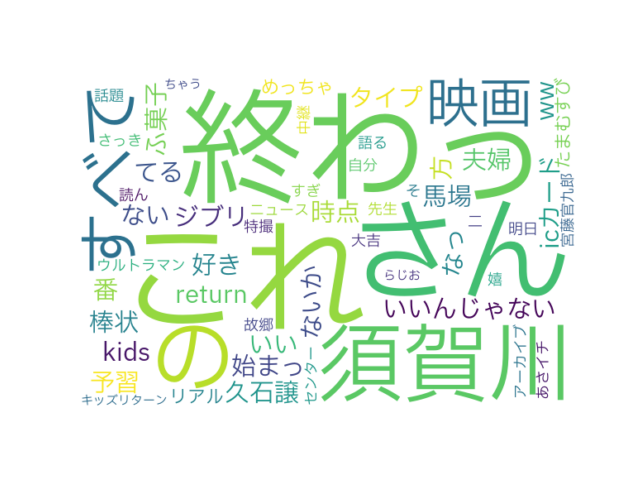 ちゃう
話題
めっちゃ
タイプ
映画
ww
たまむすび
ふ菓子
中継
終わっ
てく
さっき
語る
方
夫婦
icカード
宮藤官九郎
てる
自分
読ん
ない
ジブリ
すぎ
ニュース
時点
先生
そ
馬場
二
明日
ぐ
す
これ
さん
特撮
大吉
なっ
ウルトラマン
好き
らじお
嬉
番
return
故郷
ないか
いいんじゃない
棒状
の
いい
須賀川
kids
始まっ
センター
アーカイブ
あさイチ
予習
キッズリターン
リアル
久石譲